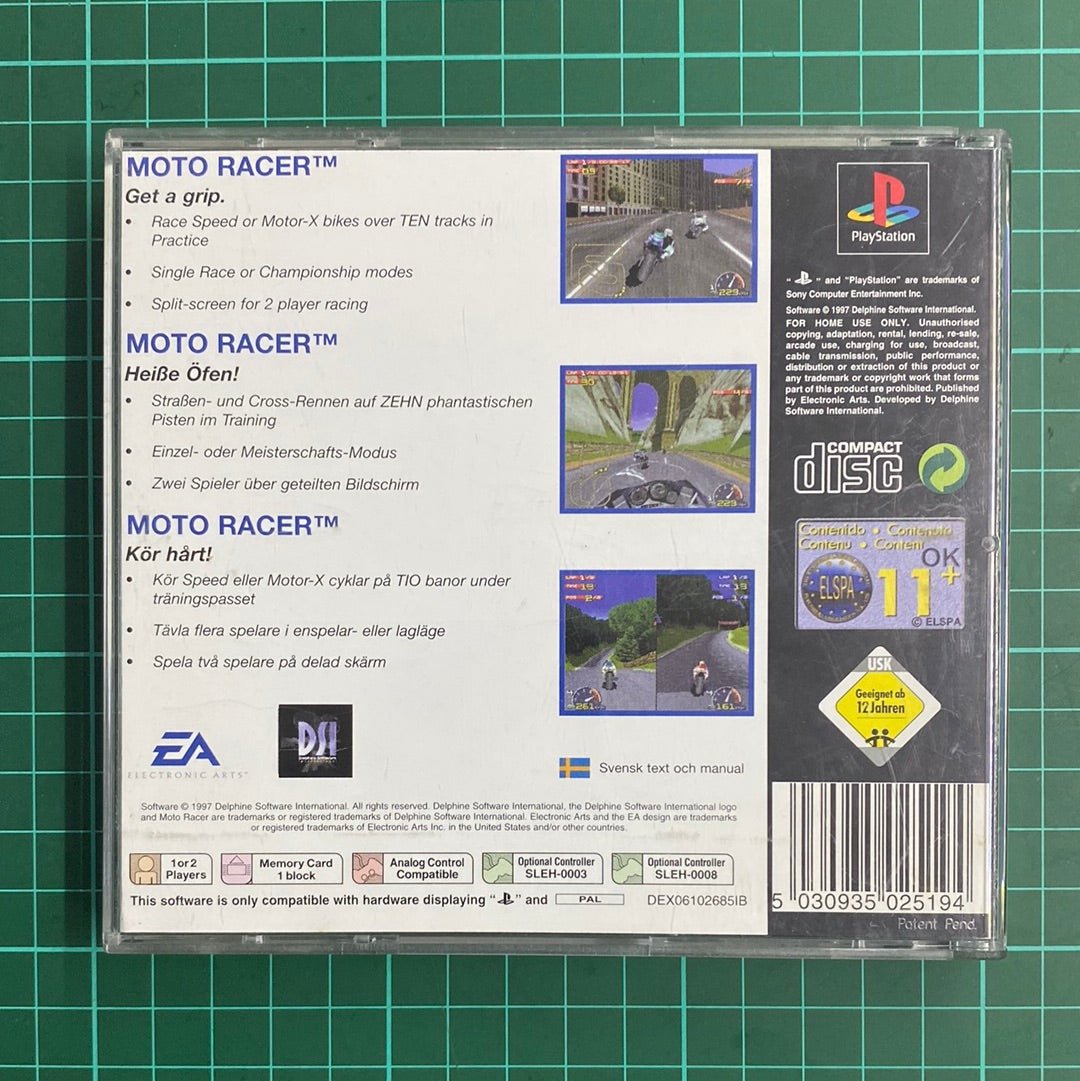 MOTO RACER™
Get a grip.
• Race Speed or Motor-X bikes over TEN tracks in
Practice
• Single Race or Championship modes
• Split-screen for 2 player racing
MOTO RACER™
Heiße Öfen!
• Straßen- und Cross-Rennen auf ZEHN phantastischen
Pisten im Training
• Einzel- oder Meisterschafts-Modus
• Zwei Spieler über geteilten Bildschirm
MOTO RACER™
Kör hårt!
• Kör Speed eller Motor-X cyklar på TIO banor under
träningspasset
• Tävla flera spelare i enspelar- eller lagläge
• Spela två spelare på delad skärm
EA
ELECTRONIC ARTS™
DSI
Svensk text och manual
Software © 1997 Delphine Software International. All rights reserved. Delphine Software International, the Delphine Software International logo
and Moto Racer are trademarks or registered trademarks of Delphine Software International. Electronic Arts and the EA design are trademarks
or registered trademarks of Electronic Arts Inc. in the United States and/or other countries.
1 or 2
Players
Memory Card
1 block
Analog Control
Compatible
Optional Controller
SLEH-0003
Optional Controller
SLEH-0008
This software is only compatible with hardware displaying " " and PAL
DEX06102685IB
229
223
261
161
PlayStation
" " and "PlayStation" are trademarks of
Sony Computer Entertainment Inc.
Software © 1997 Delphine Software International.
FOR HOME USE ONLY. Unauthorised
copying, adaptation, rental, lending, re-sale,
arcade use, charging for use, broadcast,
cable transmission, public performance,
distribution or extraction of this product or
any trademark or copyright work that forms
part of this product are prohibited. Published
by Electronic Arts. Developed by Delphine
Software International.
COMPACT
disc
Contenido • Contenuto
Contenu • Content
OK
ELSPA
11+
© ELSPA
USK
Geeignet ab
12 Jahren
5 030935 025194
Patent Pend.